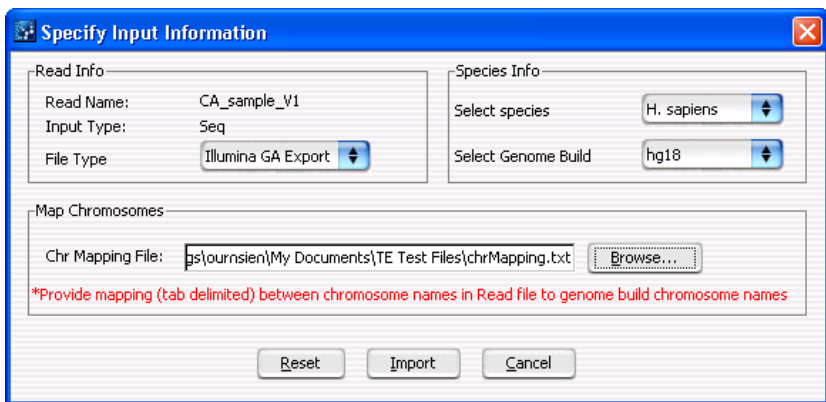 Specify Input Information
Read Info
Read Name: CA_sample_V1
Input Type: Seq
File Type Illumina GA Export
Species Info
Select species H. sapiens
Select Genome Build hg18
Map Chromosomes
Chr Mapping File: gs\ournsien\My Documents\TE Test Files\chrMapping.txt Browse...
*Provide mapping (tab delimited) between chromosome names in Read file to genome build chromosome names
Reset Import Cancel